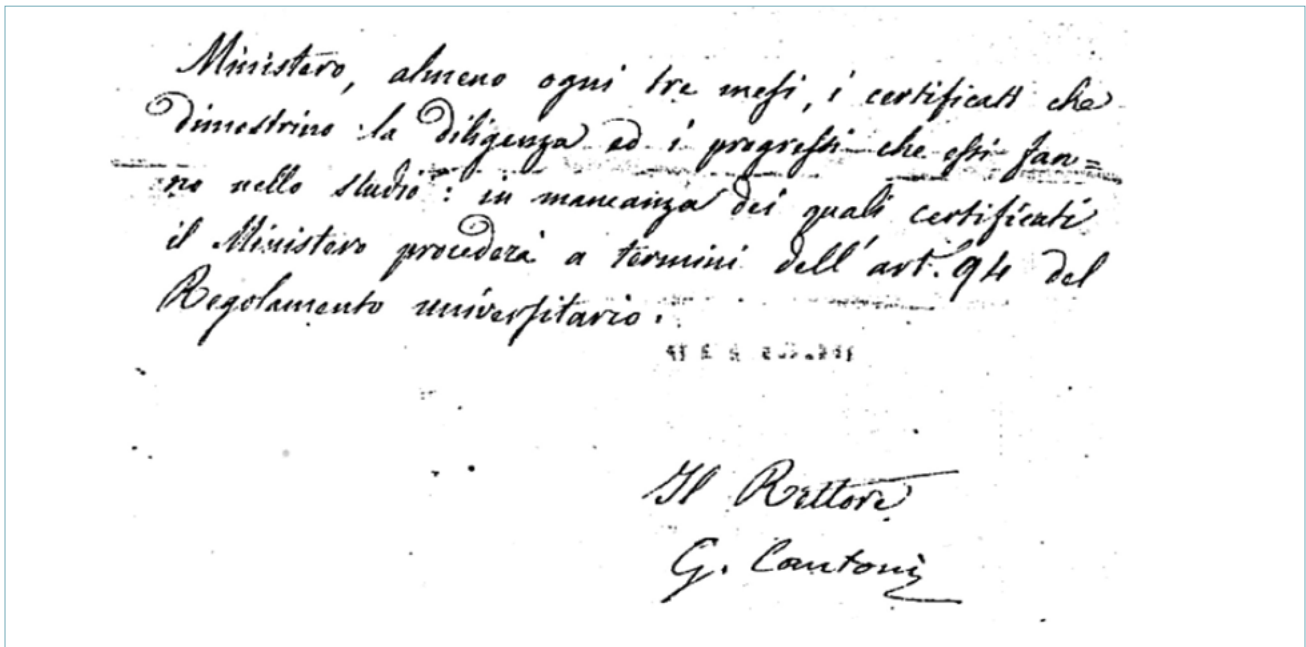 Ministero, almeno ogni tre mesi, i certificati che
dimostrino la diligenza ed i progressi che essi fan=
no nello studio: in mancanza dei quali certificati
il Ministero procederà a termini dell'art. 94 del
Regolamento universitario.
Il Rettore
G. Cantoni